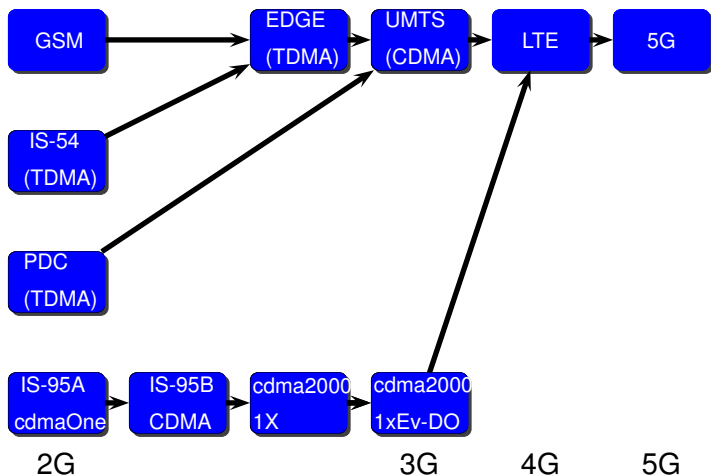 GSM
EDGE
(TDMA)
UMTS
(CDMA)
LTE
5G
IS-54
(TDMA)
PDC
(TDMA)
IS-95A
cdmaOne
IS-95B
CDMA
cdma2000
1X
cdma2000
1xEv-DO
2G 3G 4G 5G